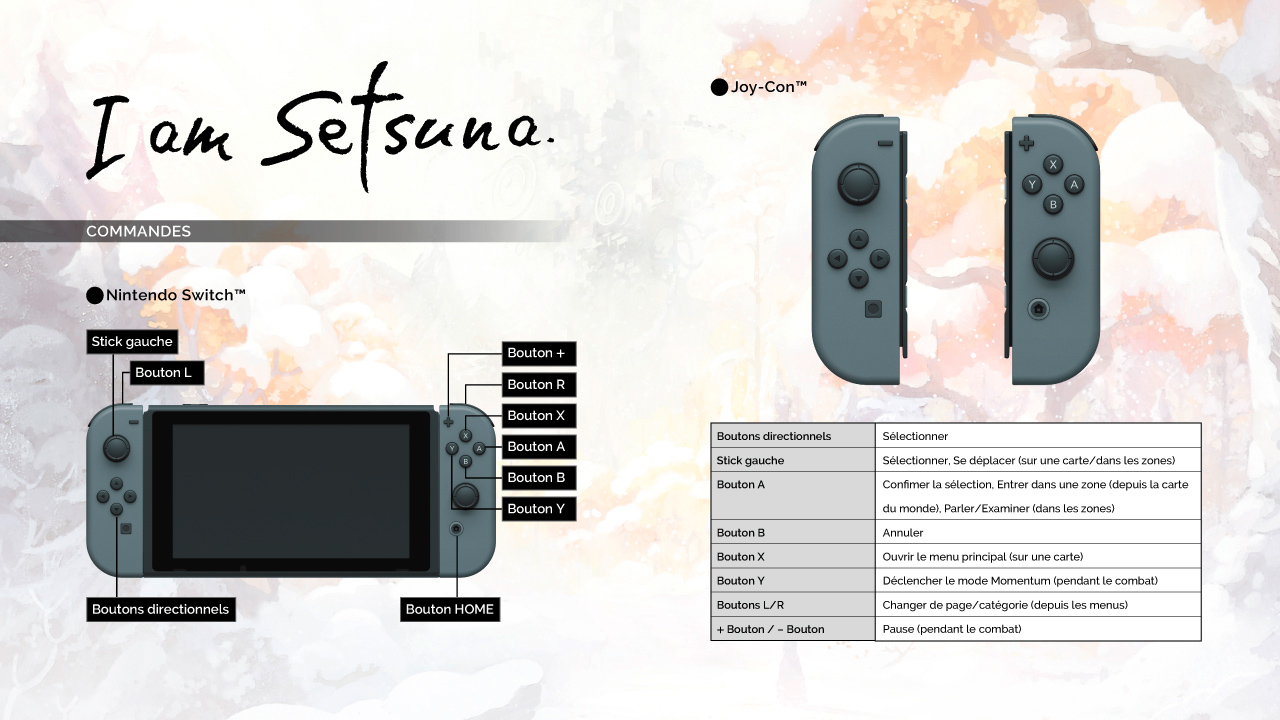 I am Setsuna.
COMMANDES
Nintendo Switch™
Stick gauche
Bouton L
Bouton +
Bouton R
Bouton X
Bouton A
Bouton B
Bouton Y
X
Y
A
B
Boutons directionnels
Bouton HOME
Joy-Con™
X
Y
A
B
Boutons directionnels Sélectionner
Stick gauche Sélectionner, Se déplacer (sur une carte/dans les zones)
Bouton A Confimer la sélection, Entrer dans une zone (depuis la carte
du monde), Parler/Examiner (dans les zones)
Bouton B Annuler
Bouton X Ouvrir le menu principal (sur une carte)
Bouton Y Déclencher le mode Momentum (pendant le combat)
Boutons L/R Changer de page/catégorie (depuis les menus)
+ Bouton / – Bouton Pause (pendant le combat)